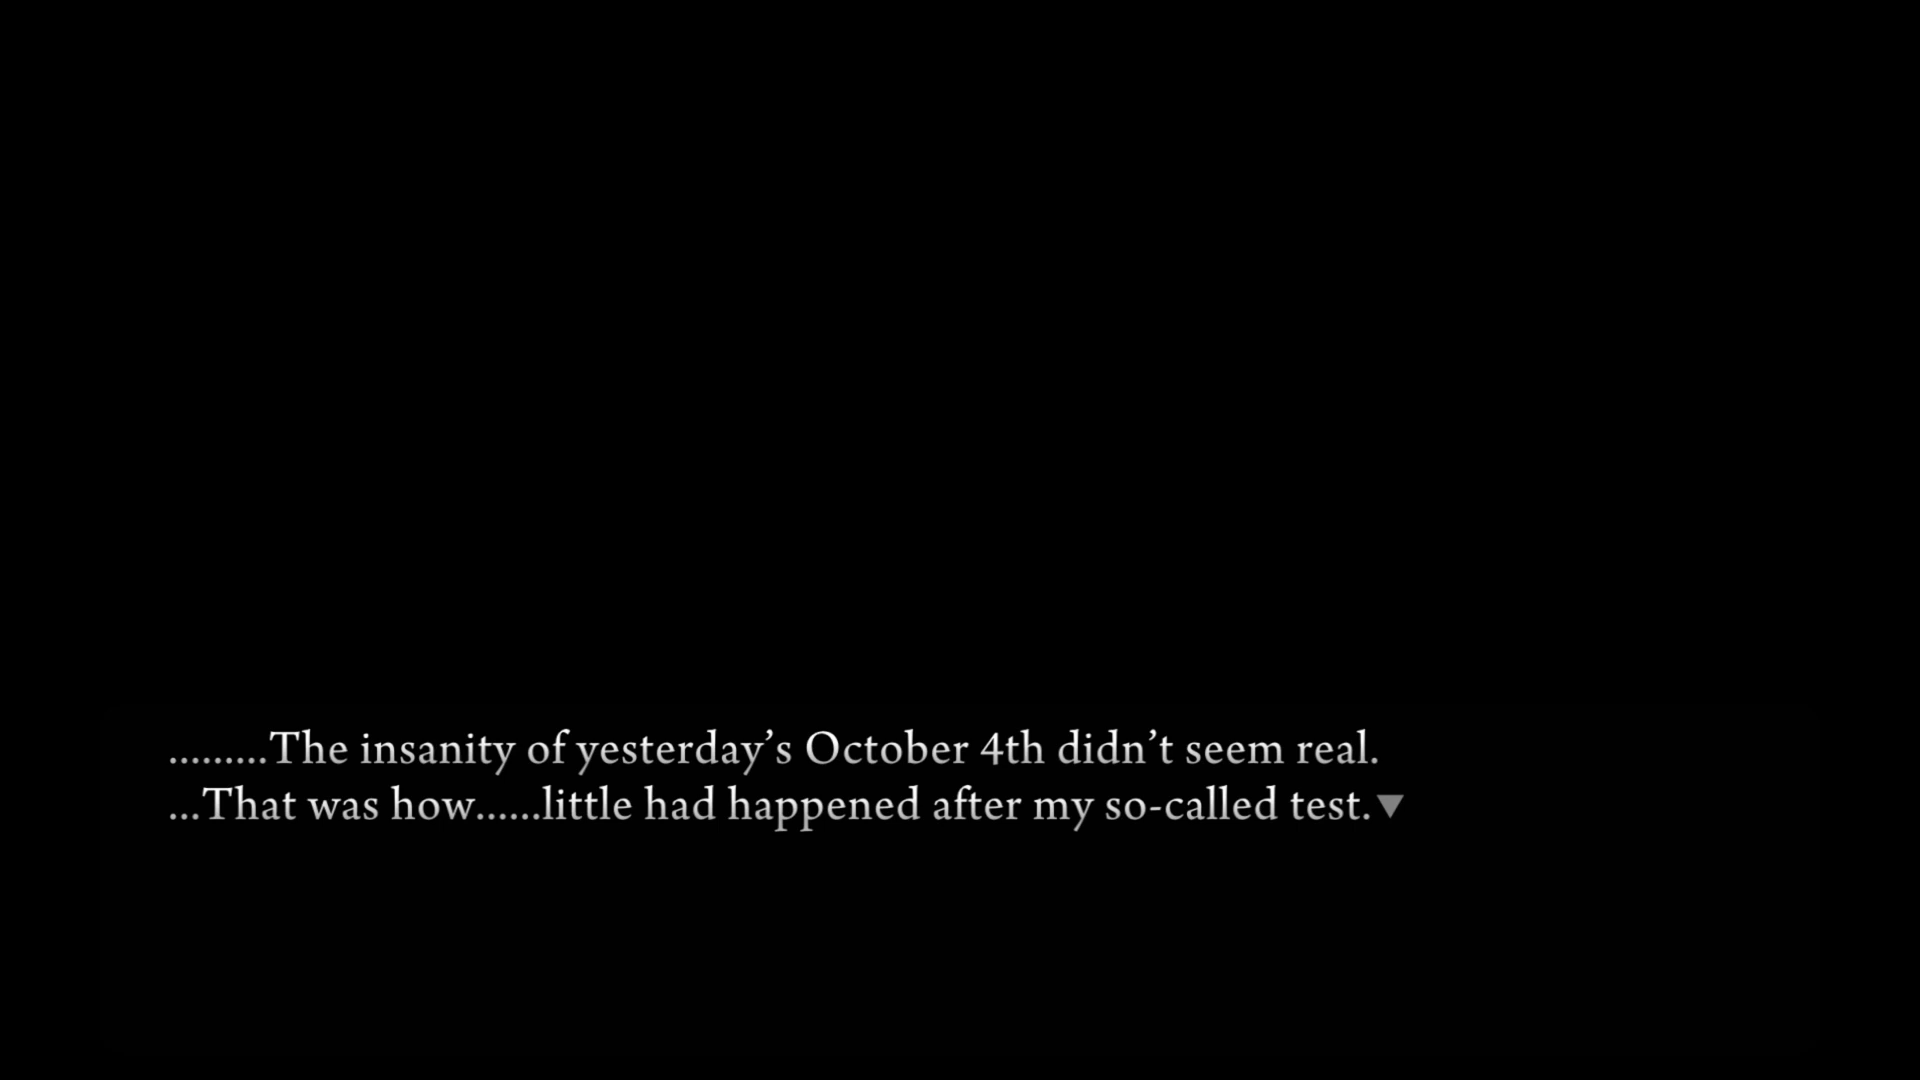 .........The insanity of yesterday’s October 4th didn’t seem real.
...That was how......little had happened after my so-called test.▼